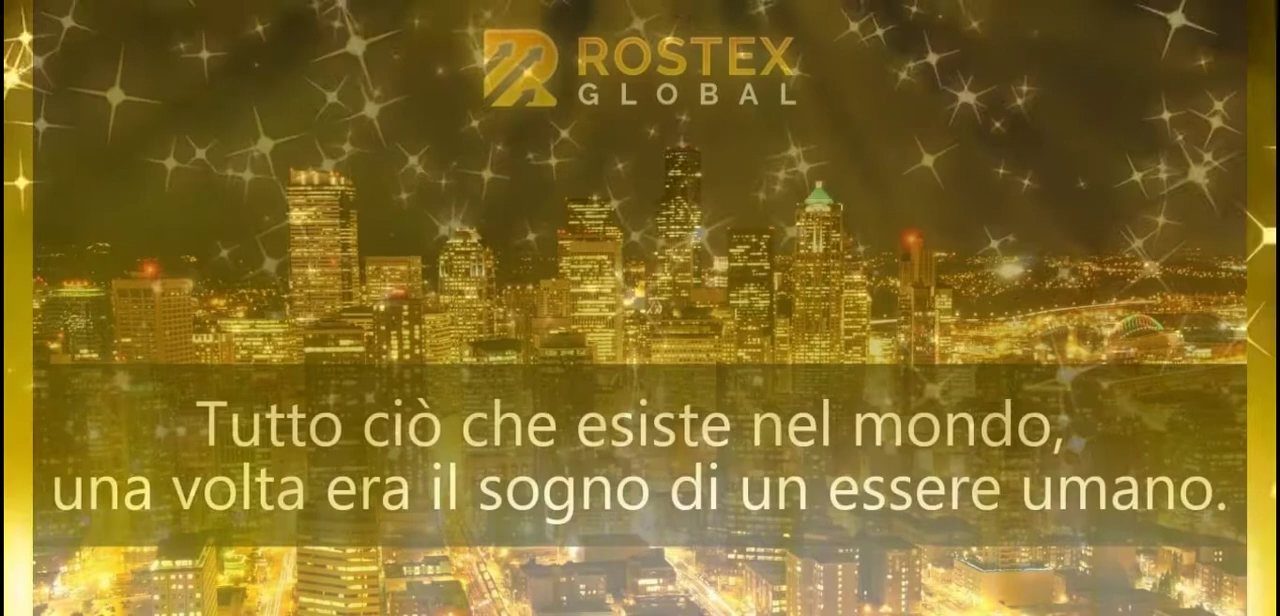 ROSTEX
GLOBAL
Tutto ciò che esiste nel mondo,
una volta era il sogno di un essere umano.